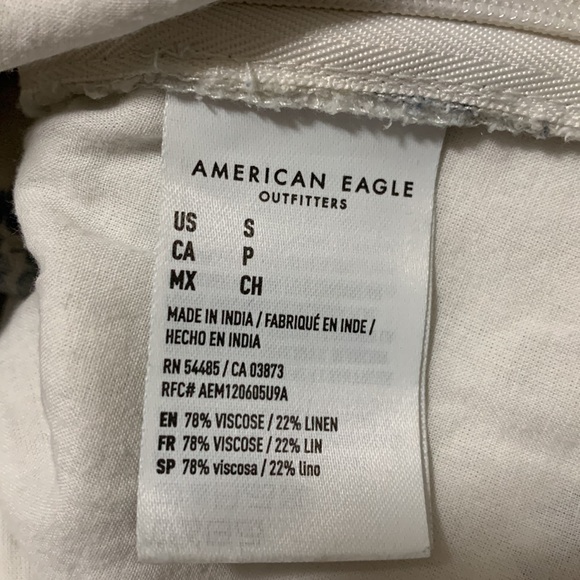 AMERICAN EAGLE
OUTFITTERS
US S
CA P
MX CH
MADE IN INDIA / FABRIQUÉ EN INDE /
HECHO EN INDIA
RN 54485 / CA 03873
RFC# AEM120605U9A
EN 78% VISCOSE / 22% LINEN
FR 78% VISCOSE / 22% LIN
SP 78% viscosa / 22% lino